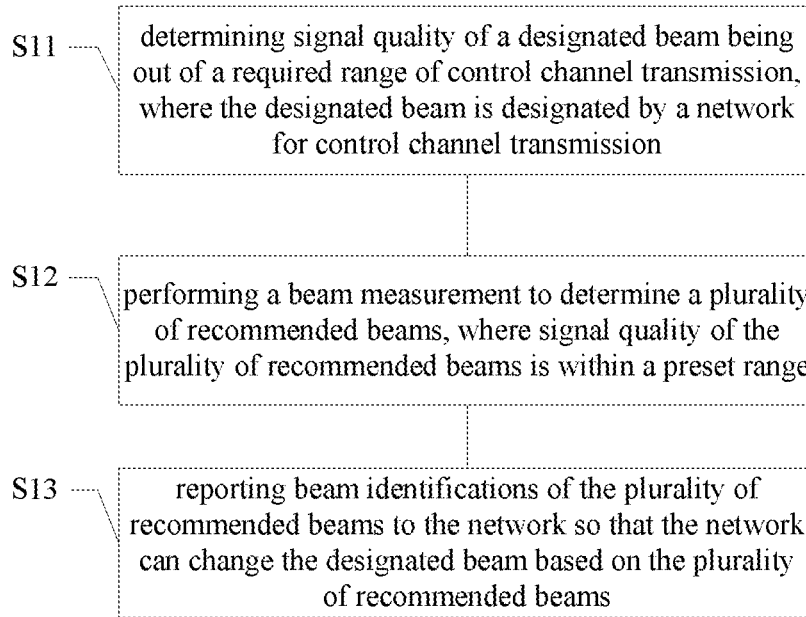 S11
determining signal quality of a designated beam being
out of a required range of control channel transmission,
where the designated beam is designated by a network
for control channel transmission
S12
performing a beam measurement to determine a plurality
of recommended beams, where signal quality of the
plurality of recommended beams is within a preset range
S13
reporting beam identifications of the plurality of
recommended beams to the network so that the network
can change the designated beam based on the plurality
of recommended beams